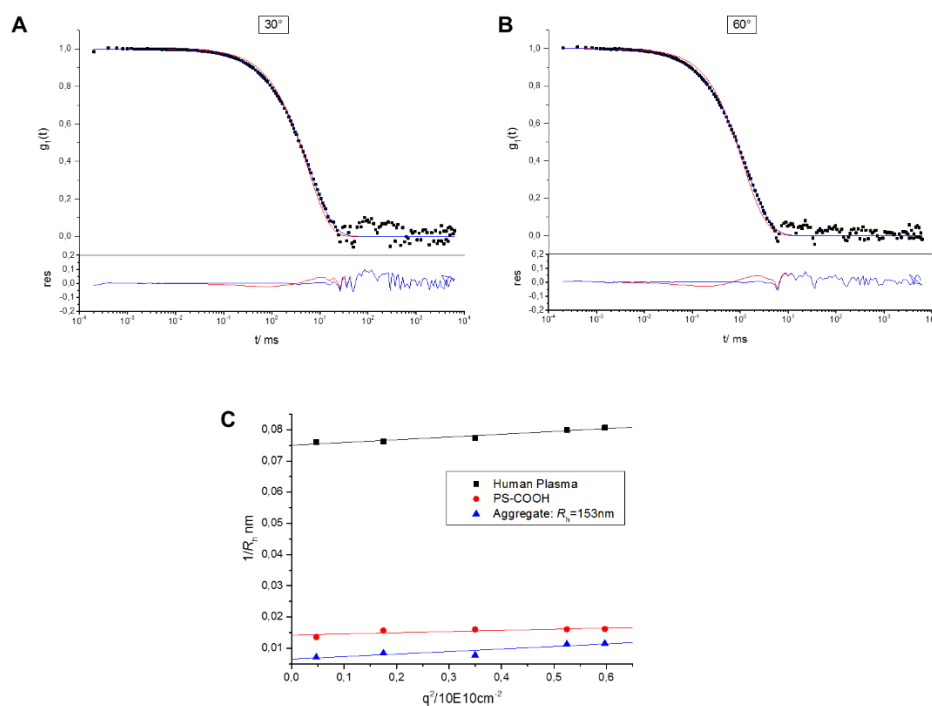 A
30°
1,0
0,8
0,6
0,4
0,2
0,0
g₁(t)
0,2
0,1
0,0
-0,1
-0,2
res
10⁻⁴ 10⁻³ 10⁻² 10⁻¹ 10⁰ 10¹ 10² 10³ 10⁴
t/ ms
B
60°
1,0
0,8
0,6
0,4
0,2
0,0
g₁(t)
0,2
0,1
0,0
-0,1
-0,2
res
10⁻⁴ 10⁻³ 10⁻² 10⁻¹ 10⁰ 10¹ 10² 10³
t/ ms
C
0,08
0,07
0,06
0,05
0,04
0,03
0,02
0,01
1/Rₕ nm
Human Plasma
PS-COOH
Aggregate: Rₕ=153nm
0,0 0,1 0,2 0,3 0,4 0,5 0,6
q²/10E10cm⁻²